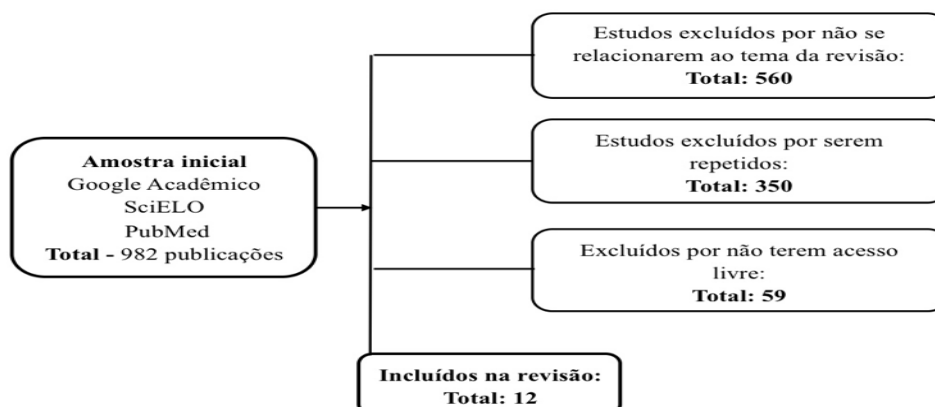 Estudos excluídos por não se
relacionarem ao tema da revisão:
Total: 560
Estudos excluídos por serem
repetidos:
Total: 350
Amostra inicial
Google Acadêmico
SciELO
PubMed
Total - 982 publicações
Excluídos por não terem acesso
livre:
Total: 59
Incluídos na revisão:
Total: 12